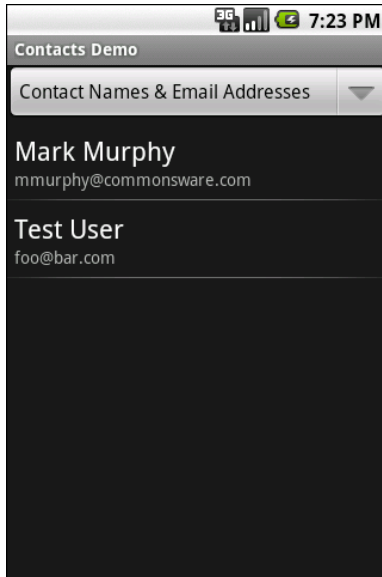 3G 7:23 PM
Contacts Demo
Contact Names & Email Addresses
Mark Murphy
mmurphy@commonsware.com
Test User
foo@bar.com